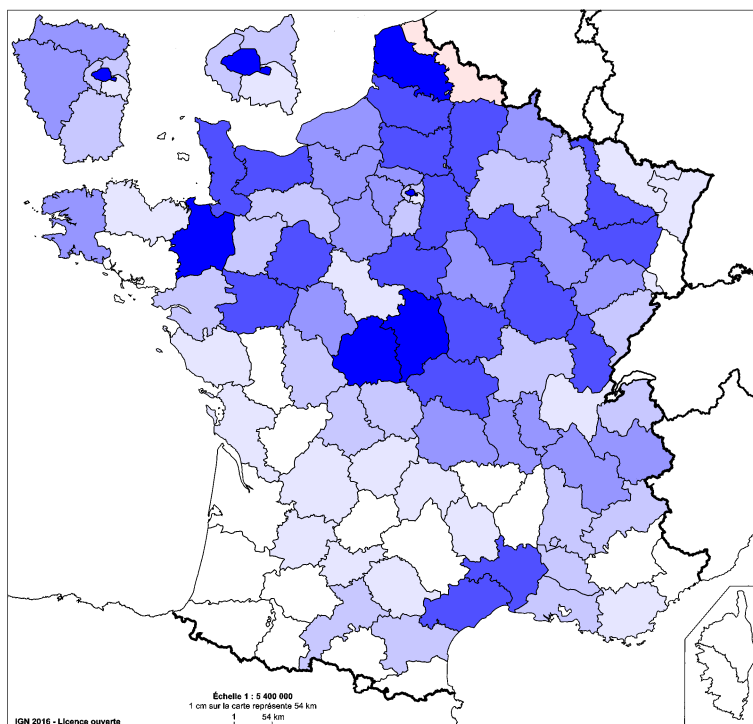 Échelle 1 : 5 400 000
1 cm sur la carte représente 54 km
1 54 km
IGN 2016 - Licence ouverte